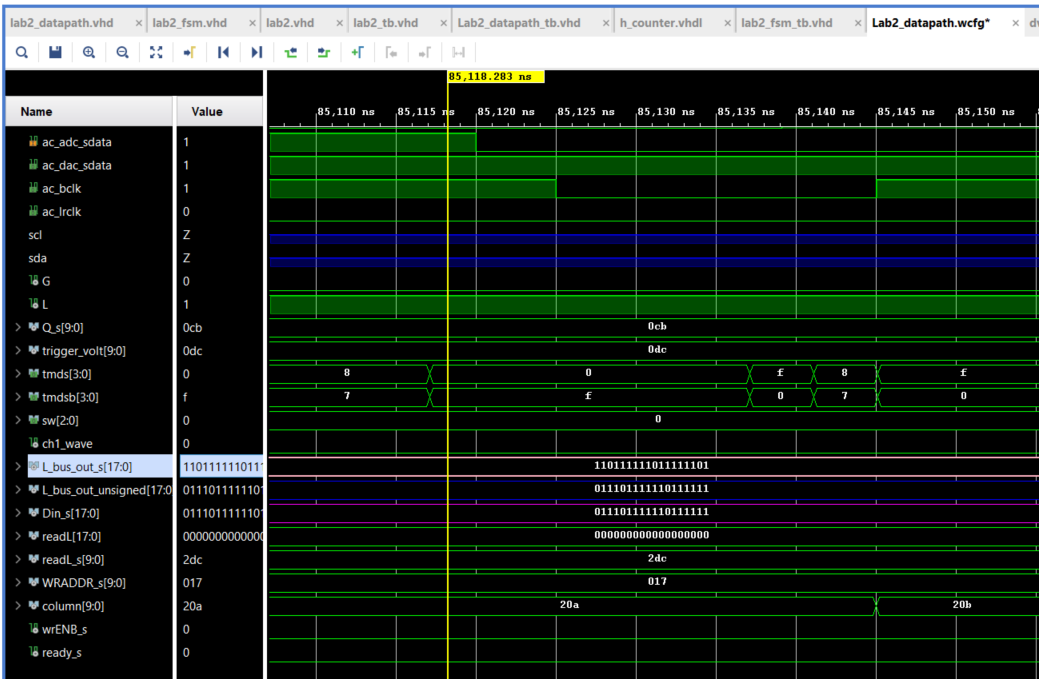 lab2_datapath.vhd × lab2_fsm.vhd × lab2.vhd × lab2_tb.vhd × Lab2_datapath_tb.vhd × h_counter.vhdl × lab2_fsm_tb.vhd × Lab2_datapath.wcfg* × d
85,118.283 ns
Name Value 85,110 ns 85,115 ns 85,120 ns 85,125 ns 85,130 ns 85,135 ns 85,140 ns 85,145 ns 85,150 ns
ac_adc_sdata 1
ac_dac_sdata 1
ac_bclk 1
ac_lrclk 0
scl Z
sda Z
G 0
L 1
Q_s[9:0] 0cb 0cb
trigger_volt[9:0] 0dc 0dc
tmds[3:0] 0 8 0 f 8 f
tmdsb[3:0] f 7 f 0 7 0
sw[2:0] 0 0
ch1_wave 0
L_bus_out_s[17:0] 1101111110111 110111111011111101
L_bus_out_unsigned[17:0 011101111110 011101111110111111
Din_s[17:0] 011101111110 011101111110111111
readL[17:0] 000000000000 000000000000000000
readL_s[9:0] 2dc 2dc
WRADDR_s[9:0] 017 017
column[9:0] 20a 20a 20b
wrENB_s 0
ready_s 0